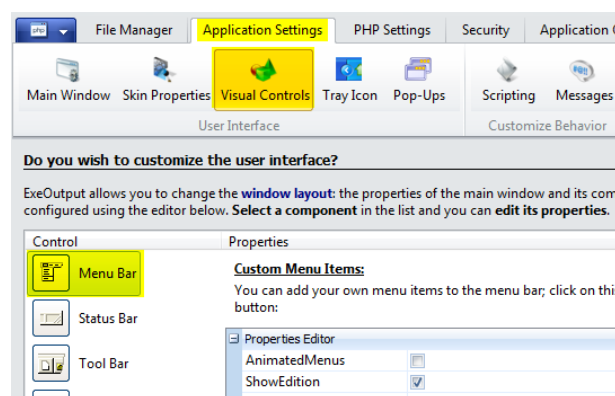 php File Manager Application Settings PHP Settings Security Application
Main Window Skin Properties Visual Controls Tray Icon Pop-Ups Scripting Messages
User Interface Customize Behavior
Do you wish to customize the user interface?
ExeOutput allows you to change the window layout: the properties of the main window and its com
configured using the editor below. Select a component in the list and you can edit its properties.
Control Properties
Menu Bar
Custom Menu Items:
You can add your own menu items to the menu bar; click on this
button:
Status Bar
Properties Editor
Tool Bar
AnimatedMenus
ShowEdition